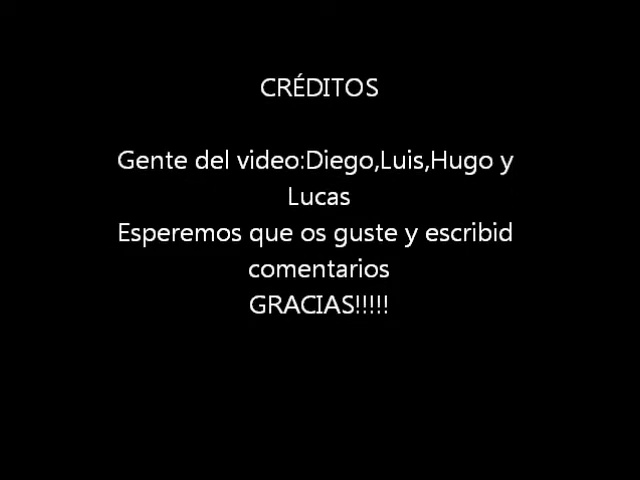 CRÉDITOS
Gente del video:Diego,Luis,Hugo y
Lucas
Esperemos que os guste y escribid
comentarios
GRACIAS!!!!!